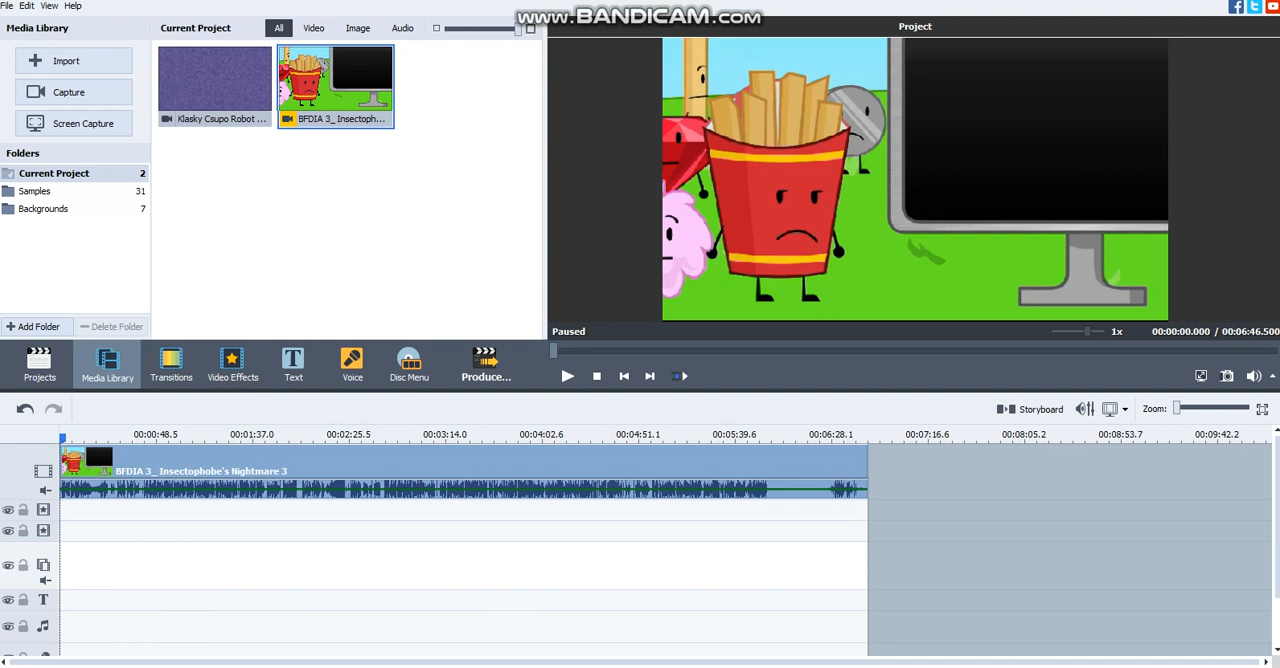 File Edit View Help
www.BANDICAM.com
Media Library
Current Project
All
Video
Image
Audio
Project
Import
Capture
Screen Capture
Klasky Csupo Robot ...
BFDIA 3_ Insectoph...
Folders
Current Project 2
Samples 31
Backgrounds 7
+ Add Folder
Delete Folder
Paused
1x
00:00:00.000 / 00:06:46.500
Projects
Media Library
Transitions
Video Effects
Text
Voice
Disc Menu
Produce...
Storyboard
Zoom:
00:00:48.5 00:01:37.0 00:02:25.5 00:03:14.0 00:04:02.6 00:04:51.1 00:05:39.6 00:06:28.1 00:07:16.6 00:08:05.2 00:08:53.7 00:09:42.2
BFDIA 3_ Insectophobe's Nightmare 3